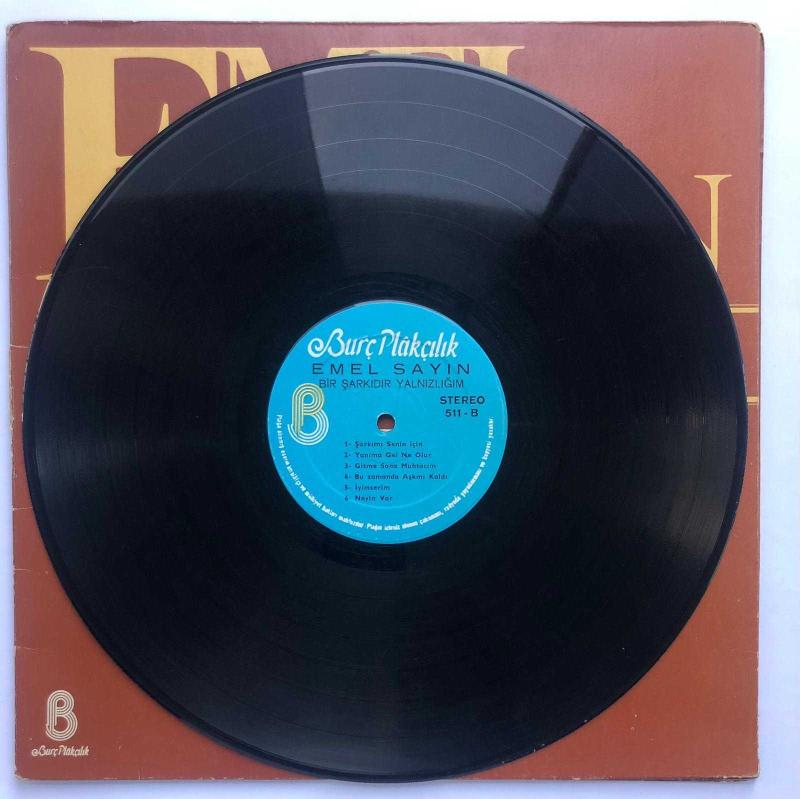 EMEL
N
Burç Plâkçılık
EMEL SAYIN
BİR ŞARKIDIR YALNIZLIĞIM
STEREO
511 - B
B
1- Şarkımı Senin İçin
2- Yanıma Gel Ne Olur
3- Gitme Sana Muhtacım
4- Bu zamanda Aşkmı Kaldı
5- İyimserim
6- Neyin Var
B
Burç Plâkçılık